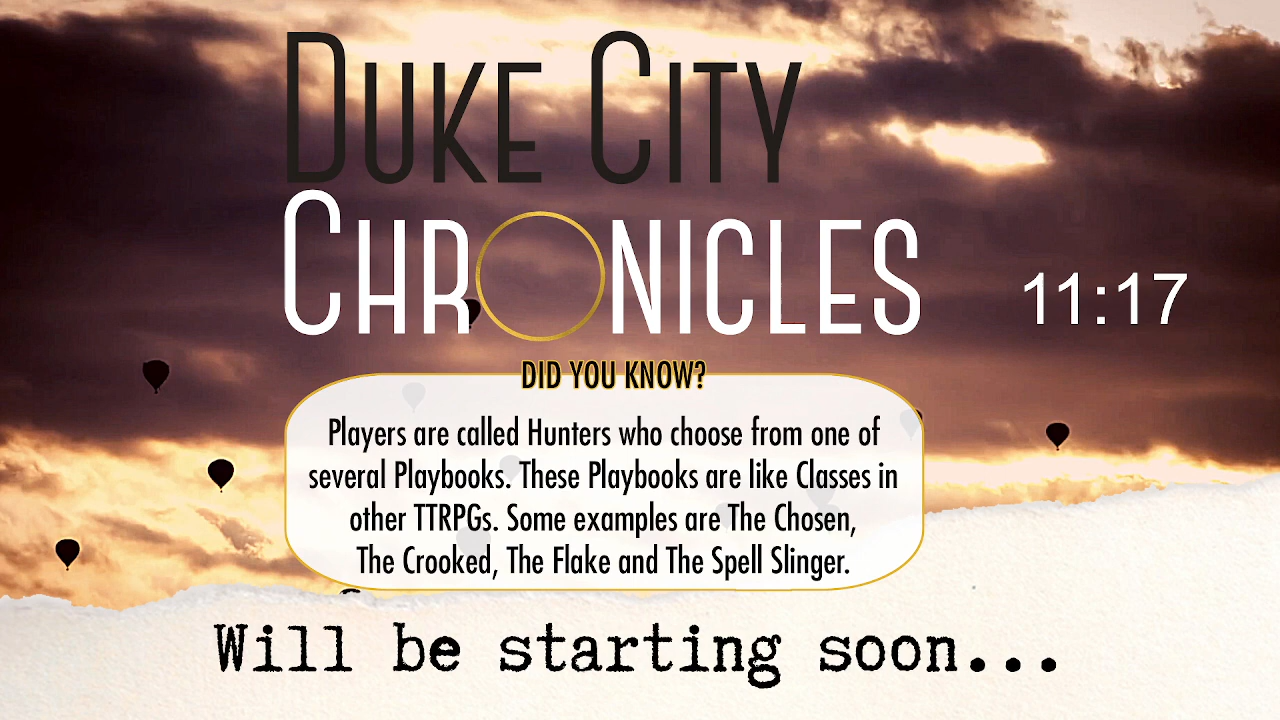 DUKE CITY
CHRONICLES
11:17
DID YOU KNOW?
Players are called Hunters who choose from one of
several Playbooks. These Playbooks are like Classes in
other TTRPGs. Some examples are The Chosen,
The Crooked, The Flake and The Spell Slinger.
Will be starting soon...